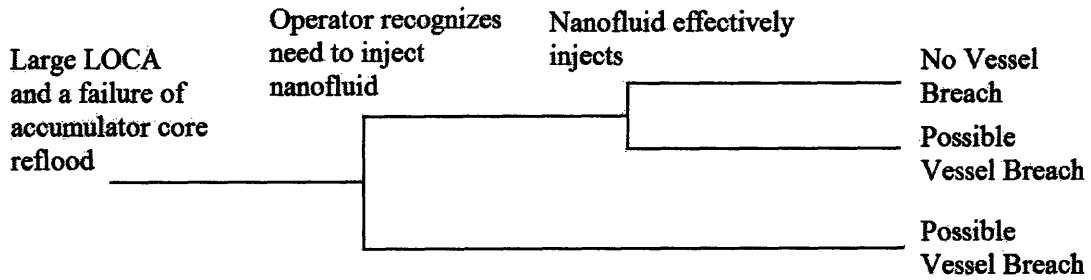 Large LOCA
and a failure of
accumulator core
reflood
Operator recognizes
need to inject
nanofluid
Nanofluid effectively
injects
No Vessel
Breach
Possible
Vessel Breach
Possible
Vessel Breach